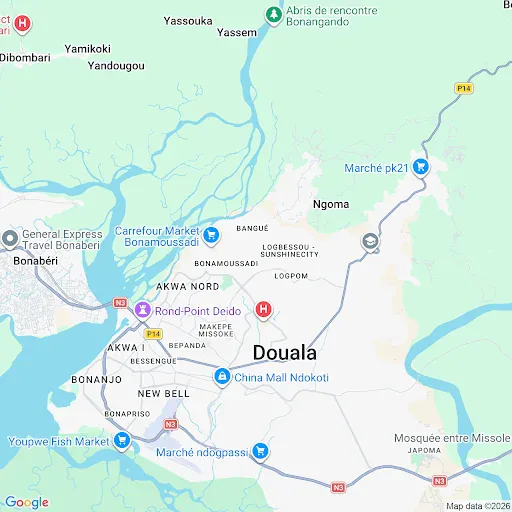 Abris de rencontre
Bonangando
Yassouka
Yassem
H
Yamikoki
Dibombari
Yandougou
P14
Marché pk21
Ngoma
General Express
Travel Bonaberi
Bonabéri
Carrefour Market
Bonamoussadi
BANGUÉ
LOGBESSOU -
SUNSHINECITY
BONAMOUSSADI
LOGPOM
AKWA NORD
N3
Rond-Point Deido
H
MAKEPE
MISSOKE
P14
AKWA I
BEPANDA
Douala
BESSENGUE
BONANJO
China Mall Ndokoti
NEW BELL
BONAPRISO
N3
Youpwe Fish Market
Marché ndogpassi
Mosquée entre Missole
JAPOMA
N3
N3
Google
Map data ©2026